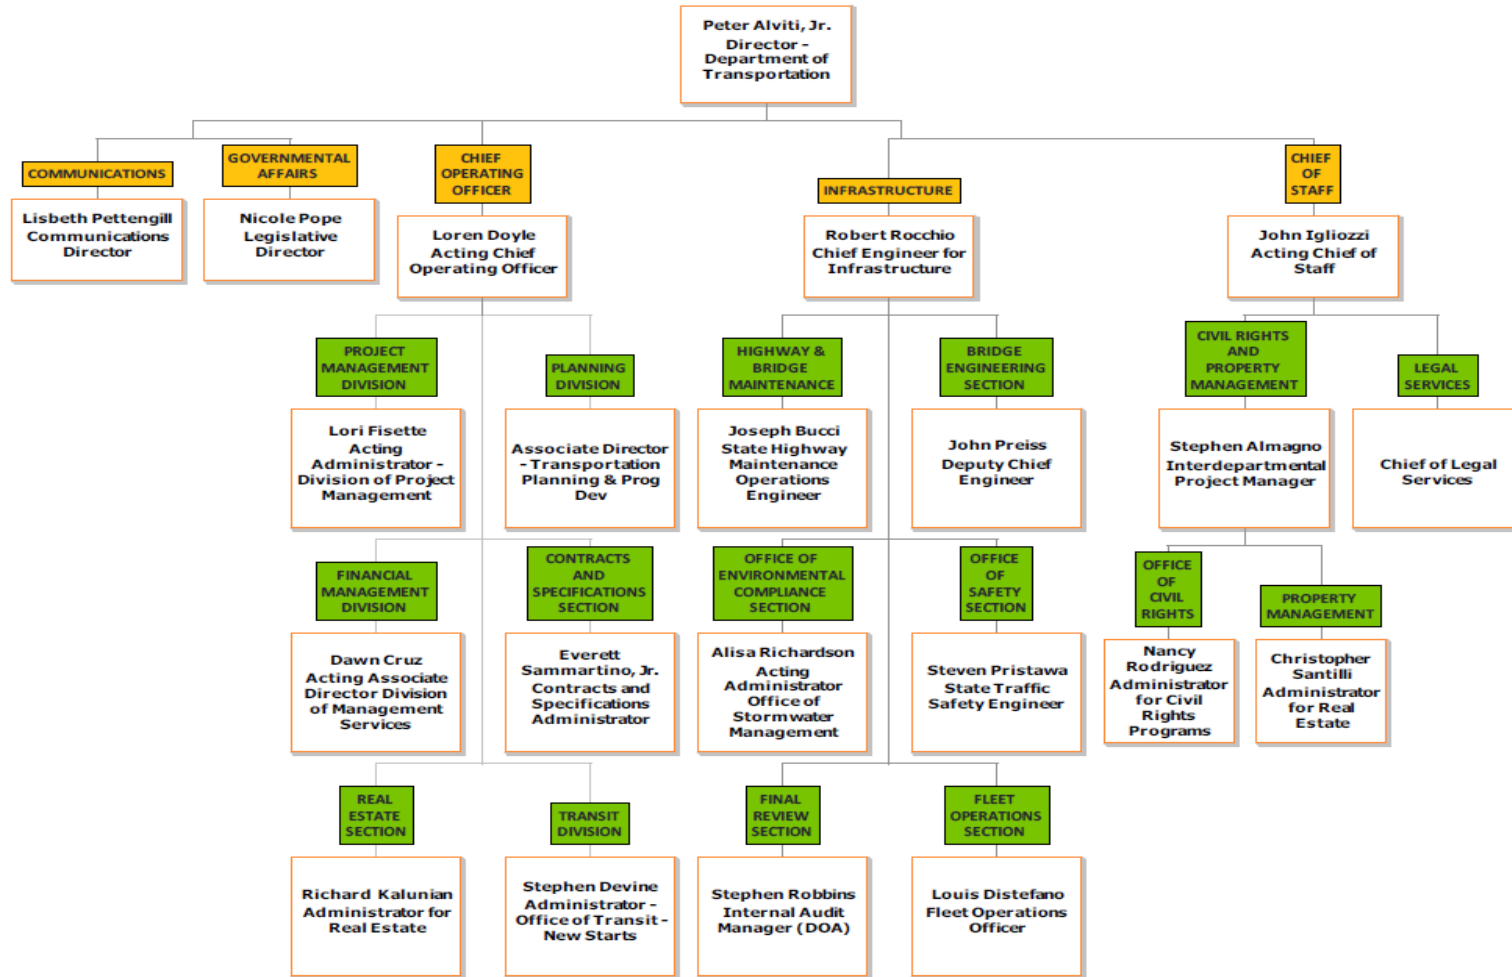 Peter Alviti, Jr.
Director -
Department of
Transportation
COMMUNICATIONS
Lisbeth Pettengill
Communications
Director
GOVERNMENTAL
AFFAIRS
Nicole Pope
Legislative
Director
CHIEF
OPERATING
OFFICER
Loren Doyle
Acting Chief
Operating Officer
INFRASTRUCTURE
Robert Rocchio
Chief Engineer for
Infrastructure
CHIEF
OF
STAFF
John Igliozzi
Acting Chief of
Staff
PROJECT
MANAGEMENT
DIVISION
Lori Fisette
Acting
Administrator -
Division of Project
Management
PLANNING
DIVISION
Associate Director
- Transportation
Planning & Prog
Dev
HIGHWAY &
BRIDGE
MAINTENANCE
Joseph Bucci
State Highway
Maintenance
Operations
Engineer
BRIDGE
ENGINEERING
SECTION
John Preiss
Deputy Chief
Engineer
CIVIL RIGHTS
AND
PROPERTY
MANAGEMENT
Stephen Almagno
Interdepartmental
Project Manager
LEGAL
SERVICES
Chief of Legal
Services
FINANCIAL
MANAGEMENT
DIVISION
Dawn Cruz
Acting Associate
Director Division
of Management
Services
CONTRACTS
AND
SPECIFICATIONS
SECTION
Everett
Sammartino, Jr.
Contracts and
Specifications
Administrator
OFFICE OF
ENVIRONMENTAL
COMPLIANCE
SECTION
Alisa Richardson
Acting
Administrator
Office of
Stormwater
Management
OFFICE
OF
SAFETY
SECTION
Steven Pristawa
State Traffic
Safety Engineer
OFFICE
OF
CIVIL
RIGHTS
Nancy
Rodriguez
Administrator
for Civil
Rights
Programs
PROPERTY
MANAGEMENT
Christopher
Santilli
Administrator
for Real
Estate
REAL
ESTATE
SECTION
Richard Kalunian
Administrator for
Real Estate
TRANSIT
DIVISION
Stephen Devine
Administrator -
Office of Transit -
New Starts
FINAL
REVIEW
SECTION
Stephen Robbins
Internal Audit
Manager (DOA)
FLEET
OPERATIONS
SECTION
Louis Distefano
Fleet Operations
Officer